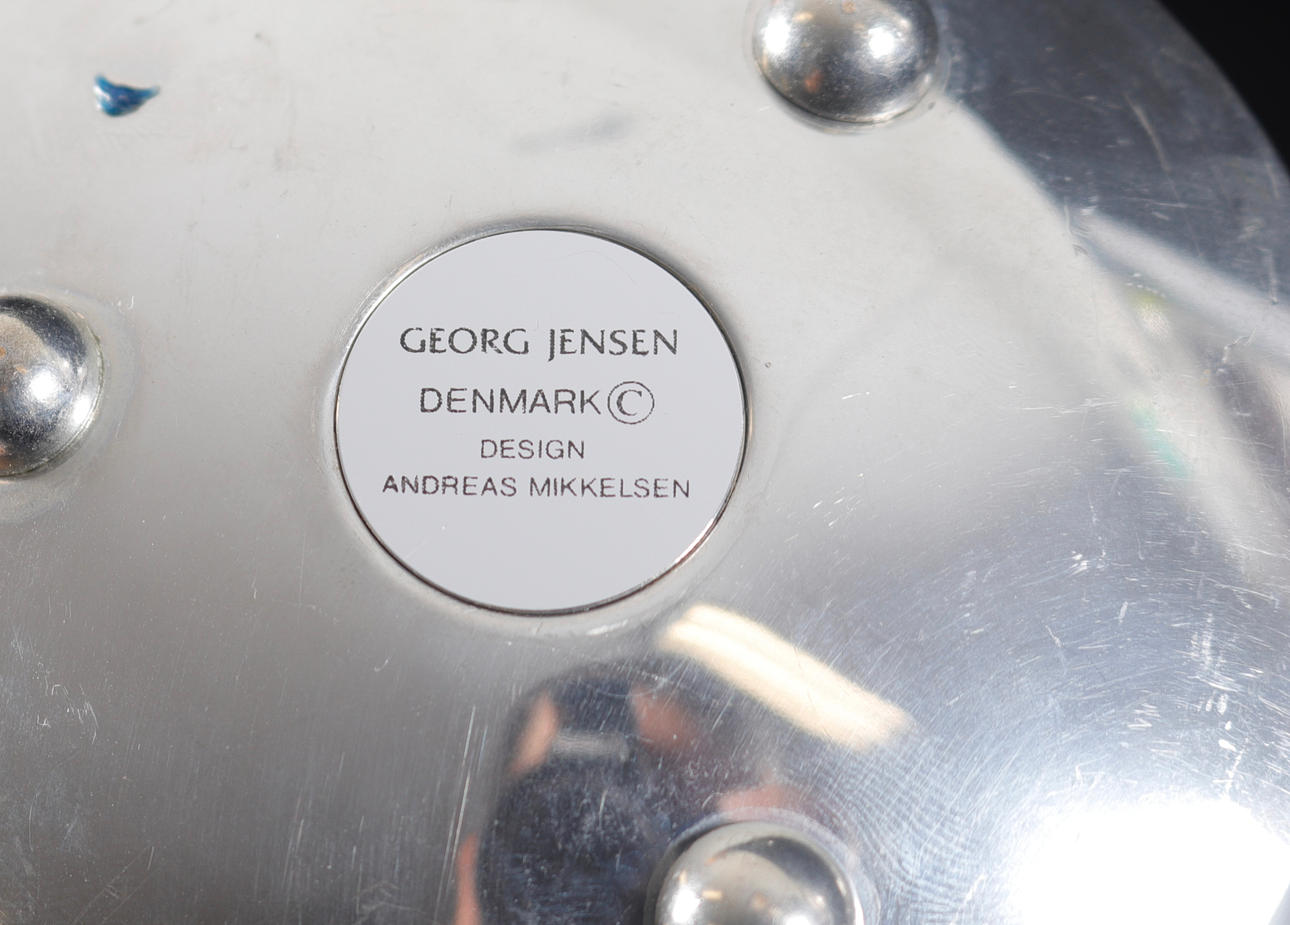 GEORG JENSEN
DENMARK©
DESIGN
ANDREAS MIKKELSEN